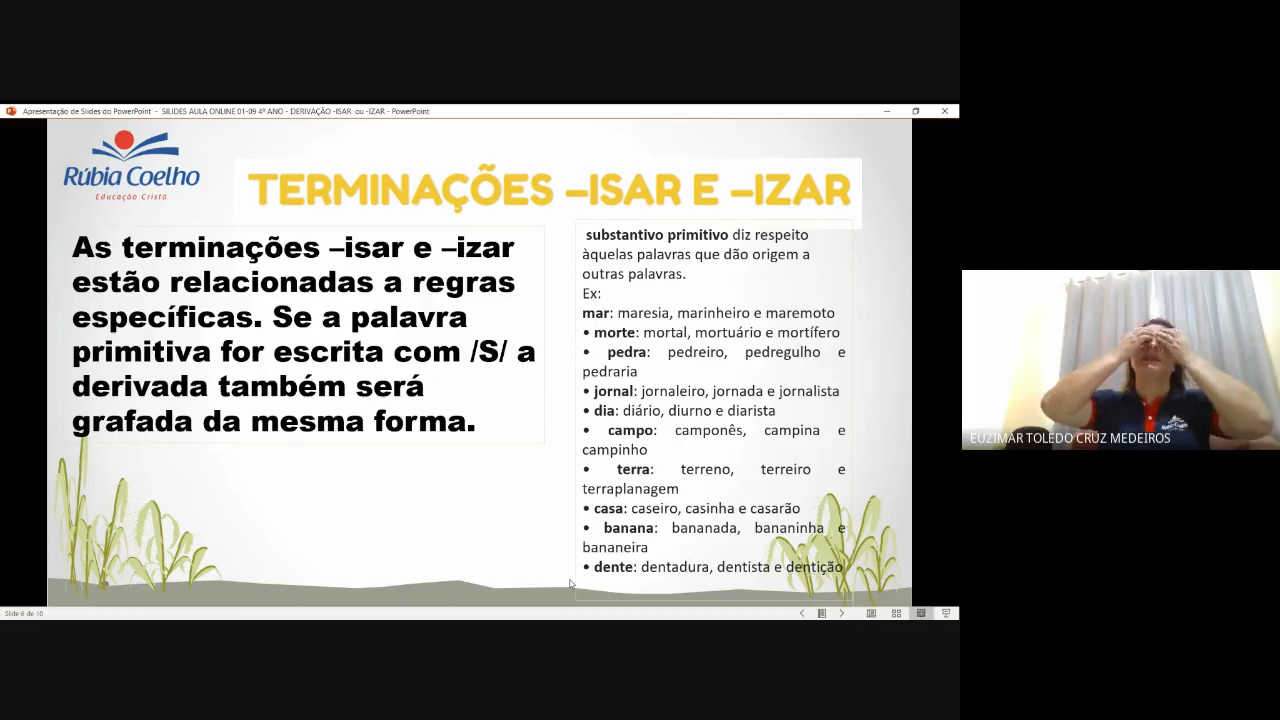 Apresentação de Slides do PowerPoint - SILIDES AULA ONLINE 01-09 4º ANO - DERIVAÇÃO -ISAR ou -IZAR - PowerPoint
Rúbia Coelho
Educação Cristã
TERMINAÇÕES –ISAR E –IZAR
As terminações –isar e –izar
estão relacionadas a regras
específicas. Se a palavra
primitiva for escrita com /S/ a
derivada também será
grafada da mesma forma.
substantivo primitivo diz respeito
àquelas palavras que dão origem a
outras palavras.
Ex:
mar: maresia, marinheiro e maremoto
• morte: mortal, mortuário e mortífero
• pedra: pedreiro, pedregulho e
pedraria
• jornal: jornaleiro, jornada e jornalista
• dia: diário, diurno e diarista
• campo: camponês, campina e
campinho
• terra: terreno, terreiro e
terraplanagem
• casa: caseiro, casinha e casarão
• banana: bananada, bananinha e
bananeira
• dente: dentadura, dentista e dentição
Slide 6 de 10
EUZIMAR TOLEDO CRUZ MEDEIROS